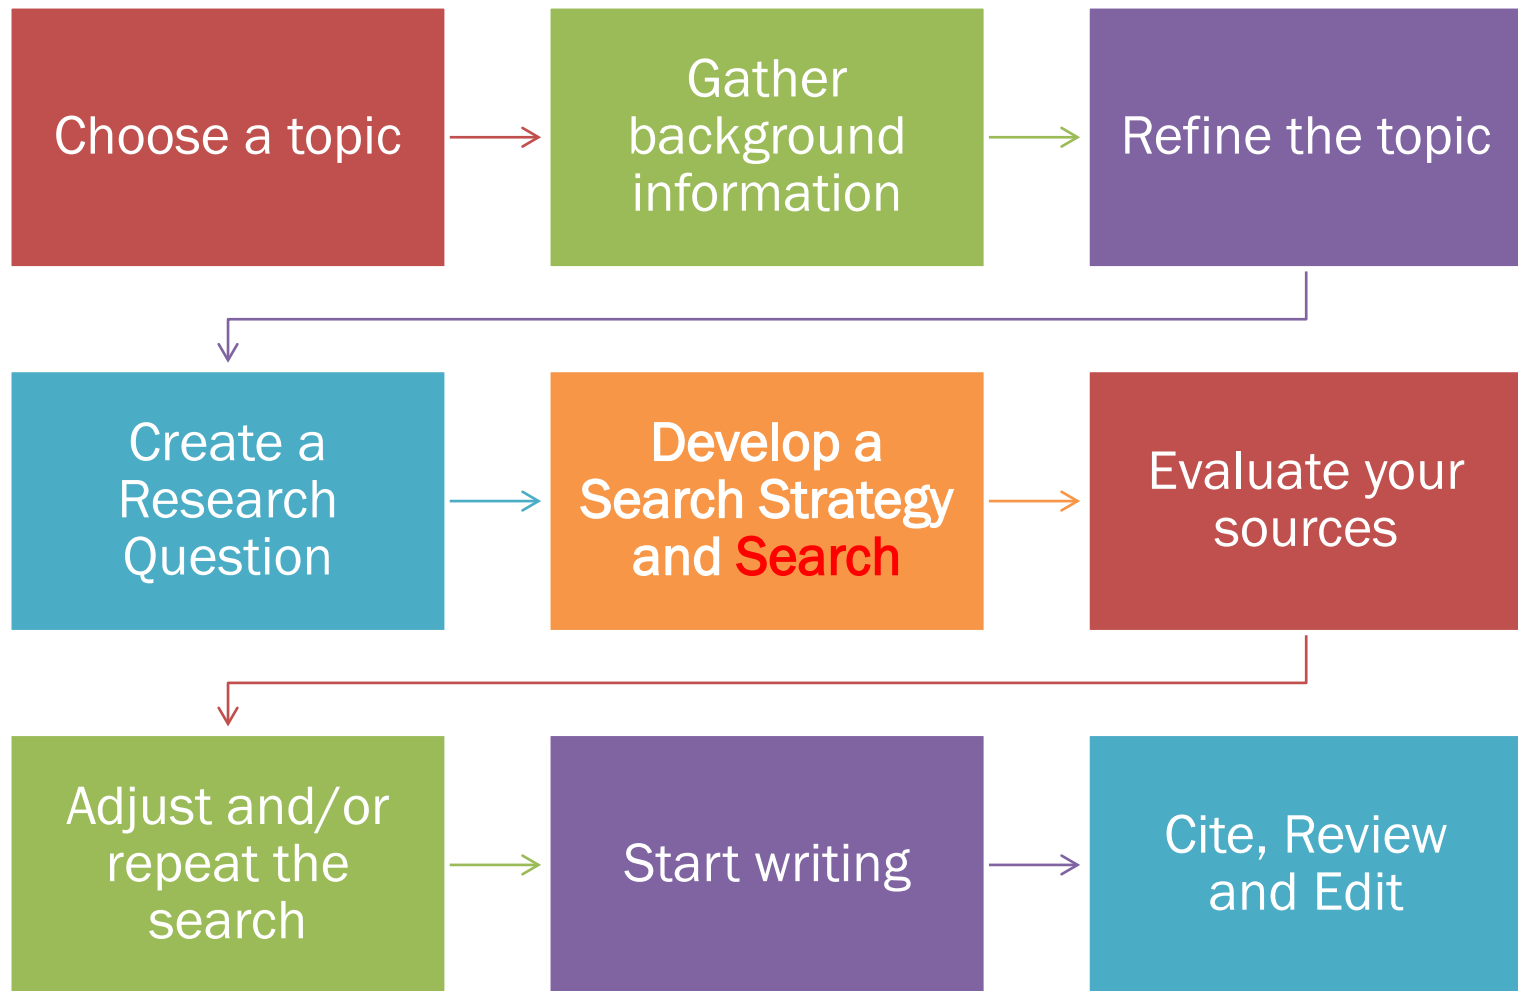 Choose a topic
Gather
background
information
Refine the topic
Create a
Research
Question
Develop a
Search Strategy
and Search
Evaluate your
sources
Adjust and/or
repeat the
search
Start writing
Cite, Review
and Edit